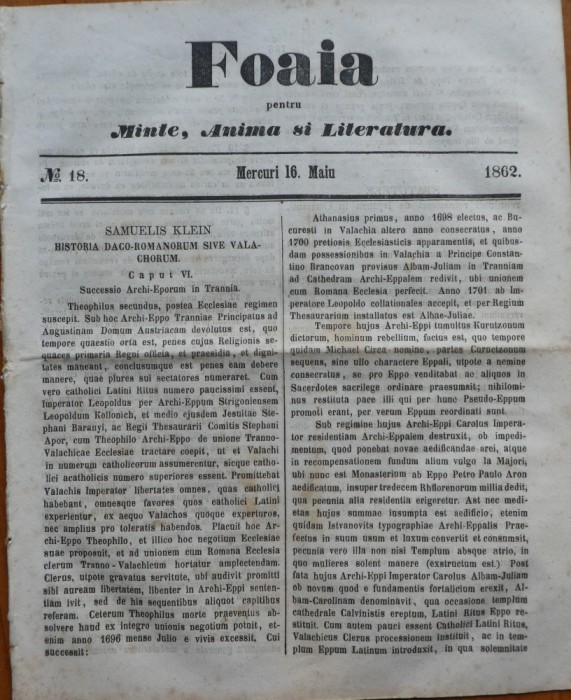 Foaia
pentru
Minte, Anima si Literatura.
№ 18.
Mercuri 16. Maiu
1862.
SAMUELIS KLEIN
HISTORIA DACO-ROMANORUM SIVE VALA-
CHORUM.
Caput VI.
Successio Archi-Eporum in Trannia.
Theophilus secundus, postea Ecclesiae regimen
suscepit. Sub hoc Archi-Eppo Tranniae Principatus ad
Augustinam Domum Austriacam devolutus est, quo
tempore quaestio orta est, penes cujus Religionis se-
quaces primaria Regni officia, et praesidia, et digni-
tates maneant, conclusumque est penes eam debere
manere, quae plures sui sectatores numeraret. Cum
vero catholici Latini Ritus numero paucissimi essent,
Imperator Leopoldus per Archi-Eppum Strigoniensem
Leopoldum Kollonich, et medio ejusdem Jesuitae Ste-
phani Baranyi, ac Regii Thesaurarii Comitis Stephani
Apor, cum Theophilo Archi-Eppo de unione Tranno-
Valachicae Ecclesiae tractare coepit, ut et Valachi
in numerum catholicorum assumerentur, sicque catho-
lici acatholicis numero superiores essent. Promittebat
Valachis Imperator libertates omnes, quas catholici
habebant, omnesque favores quos catholici Latini
experientur, ex aequo Valachos quoque experturos,
nec amplius pro toleratis habendos. Placuit hoc Ar-
chi-Eppo Theophilo, et illico hoc negotium Ecclesiae
suae proposuit, et ad unionem cum Romana Ecclesia
clerum Tranno-Valachicum hortatur amplectendam.
Clerus, utpote gravatus servitute, ubi audivit promitti
sibi auream libertatem, libenter in Archi-Eppi senten-
tiam ivit, sed de his sequentibus aliquot capitibus
referam. Ceterum Theophilus morte praeventus ab-
solvere haud ex integro unionis negotium potuit, et-
enim anno 1696 mense Julio e vivis excessit. Cui
successit:
Athanasius primus, anno 1698 electus, ac Bu-
curesti in Valachia altero anno consecratus, anno
1700 pretiosis Ecclesiasticis apparamentis, et quibus-
dam possessionibus in Valachia a Principe Constan-
tino Brancovan provisus Albam-Juliam in Tranniam
ad Cathedram Archi-Eppalem redivit, ubi unionem
cum Romana Ecclesia perfecit. Anno 1701 ab Im-
peratore Leopoldo collationales accepit, et per Regium
Thesaurarium installatus est Albae-Juliae.
Tempore hujus Archi-Eppi tumultus Kurutzonum
dictorum, hominum rebellium, factus est, quo tempore
quidam Michael Circa nomine, partes Cuructzonum
sequens, sine ullo charactere Eppali, utpote a nemine
consecratus, se pro Eppo venditabat ac aliquos in
Sacerdotes sacrilege ordinare praesumsit; nihilomi-
nus restituta pace illi qui per hunc Pseudo-Eppum
promoti erant, per verum Eppum reordinati sunt.
Sub regimine hujus Archi-Eppi Carolus Impera-
tor residentiam Archi-Eppalem destruxit, ob impedi-
mentum, quod ponebat novae aedificandae arci, atque
in recompensationem fundum alium vulgo la Majori,
ubi nunc est Monasterium ab Eppo Petro Paulo Aron
aedificatum, insuper tredecem Rhflorenorum millia dedit,
qua pecunia alia residentia erigeretur. Ast nec medi-
etas hujus summae insumpta est aedificio, etenim
quidam Istvanovits typographiae Archi-Eppalis Prae-
fectus in suum usum et luxum convertit et consumsit,
pecunia vero illa non nisi Templum absque atrio, in
quo mulieres solent manere (exstructum est.) Post
fata hujus Archi-Eppi Imperator Carolus Albam-Juliam
ob novum quod e fundamentis fortalicium erexit, Al-
bam-Carolinam denominavit, qua occasione templum
cathedrale Calvinistis ereptum, Latini Ritus Eppo re-
stituit. Cum autem pauci essent Catholici Latini Ritus,
Valachicus Clerus processionem instituit, ac in tem-
plum Eppum Latinum introduxit, in qua solemnitate